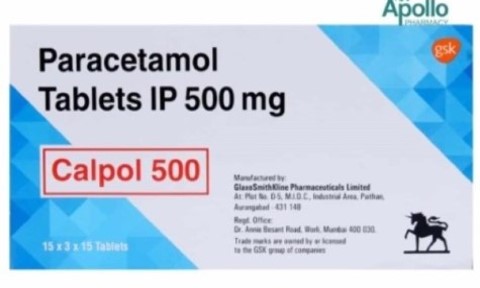 Apollo
PHARMACY
gsk
Paracetamol
Tablets IP 500 mg
Calpol 500
Manufactured by:
GlaxoSmithKline Pharmaceuticals Limited
At: Plot No. D-5, M.I.D.C., Industrial Area, Paithan,
Aurangabad - 431 148
Regd. Office:
Dr. Annie Besant Road, Worli, Mumbai 400 030.
Trade marks are owned by or licensed
to the GSK group of companies
15 x 3 x 15 Tablets